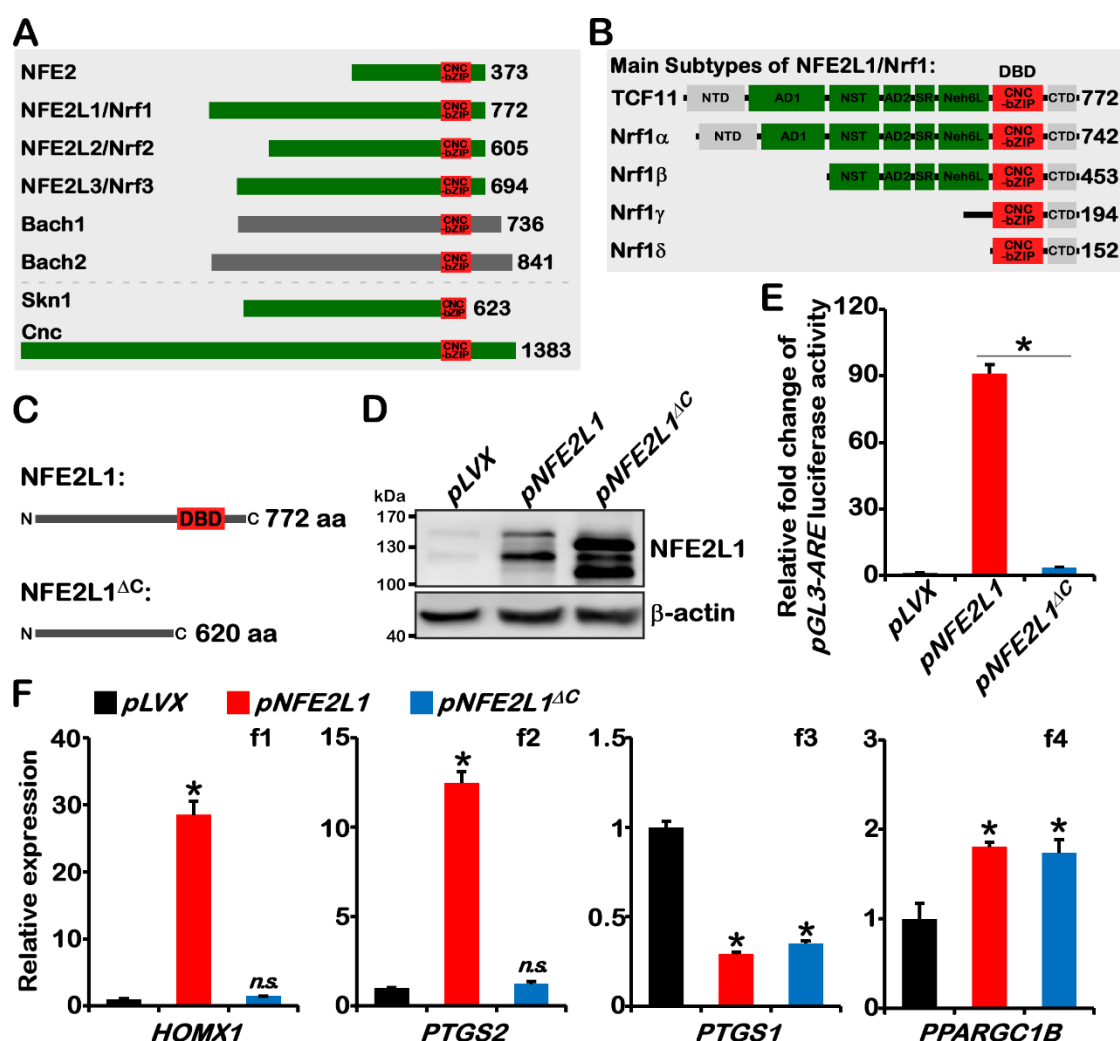 A
NFE2 CNC -bZIP 373
NFE2L1/Nrf1 CNC -bZIP 772
NFE2L2/Nrf2 CNC -bZIP 605
NFE2L3/Nrf3 CNC -bZIP 694
Bach1 CNC -bZIP 736
Bach2 CNC -bZIP 841
Skn1 CNC -bZIP 623
Cnc CNC -bZIP 1383
B
Main Subtypes of NFE2L1/Nrf1: DBD
TCF11 NTD AD1 NST AD2 SR Neh6L CNC -bZIP CTD 772
Nrf1α NTD AD1 NST AD2 SR Neh6L CNC -bZIP CTD 742
Nrf1β NST AD2 SR Neh6L CNC -bZIP CTD 453
Nrf1γ CNC -bZIP CTD 194
Nrf1δ CNC -bZIP CTD 152
C
NFE2L1:
N DBD C 772 aa
NFE2L1ΔC:
N C 620 aa
D
pLVX pNFE2L1 pNFE2L1ΔC
kDa
170
130
100
NFE2L1
40
β-actin
E
Relative fold change of
pGL3-ARE luciferase activity
120
90
60
30
0
*
pLVX pNFE2L1 pNFE2L1ΔC
F
pLVX pNFE2L1 pNFE2L1ΔC
Relative expression
f1
40
30
20
10
0
* n.s.
HOMX1
f2
15
10
5
0
* n.s.
PTGS2
f3
1.5
1
0.5
0
* *
PTGS1
f4
3
2
1
0
* *
PPARGC1B